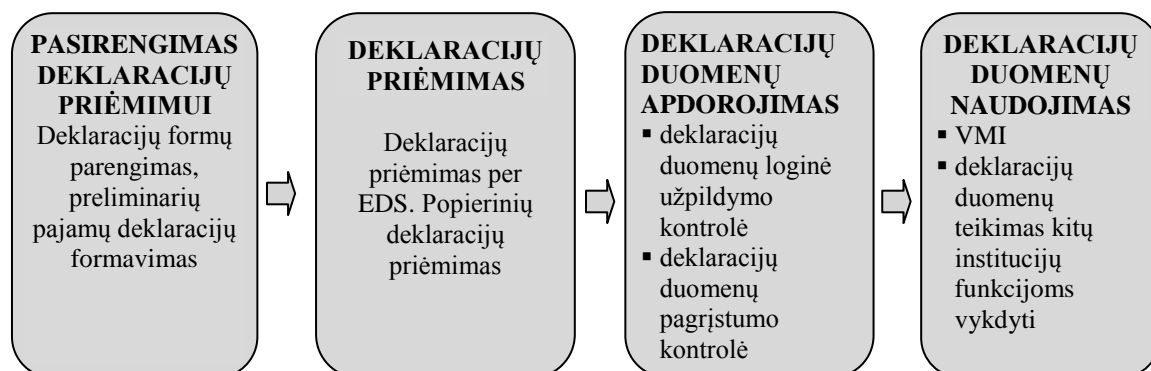 PASIRENGIMAS
DEKLARACIJŲ
PRIĖMIMUI
Deklaracijų formų
parengimas,
preliminarių
pajamų deklaracijų
formavimas
DEKLARACIJŲ
PRIĖMIMAS
Deklaracijų
priėmimas per
EDS. Popierinių
deklaracijų
priėmimas
DEKLARACIJŲ
DUOMENŲ
APDOROJIMAS
▪ deklaracijų
duomenų loginė
užpildymo
kontrolė
▪ deklaracijų
duomenų
pagrįstumo
kontrolė
DEKLARACIJŲ
DUOMENŲ
NAUDOJIMAS
▪ VMI
▪ deklaracijų
duomenų
teikimas kitų
institucijų
funkcijoms
vykdyti